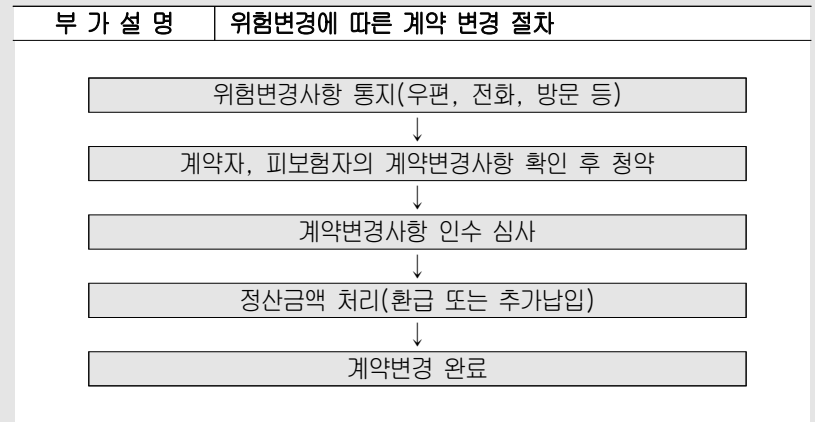 부 가 설 명 위험변경에 따른 계약 변경 절차
위험변경사항 통지(우편, 전화, 방문 등)
↓
계약자, 피보험자의 계약변경사항 확인 후 청약
↓
계약변경사항 인수 심사
↓
정산금액 처리(환급 또는 추가납입)
↓
계약변경 완료